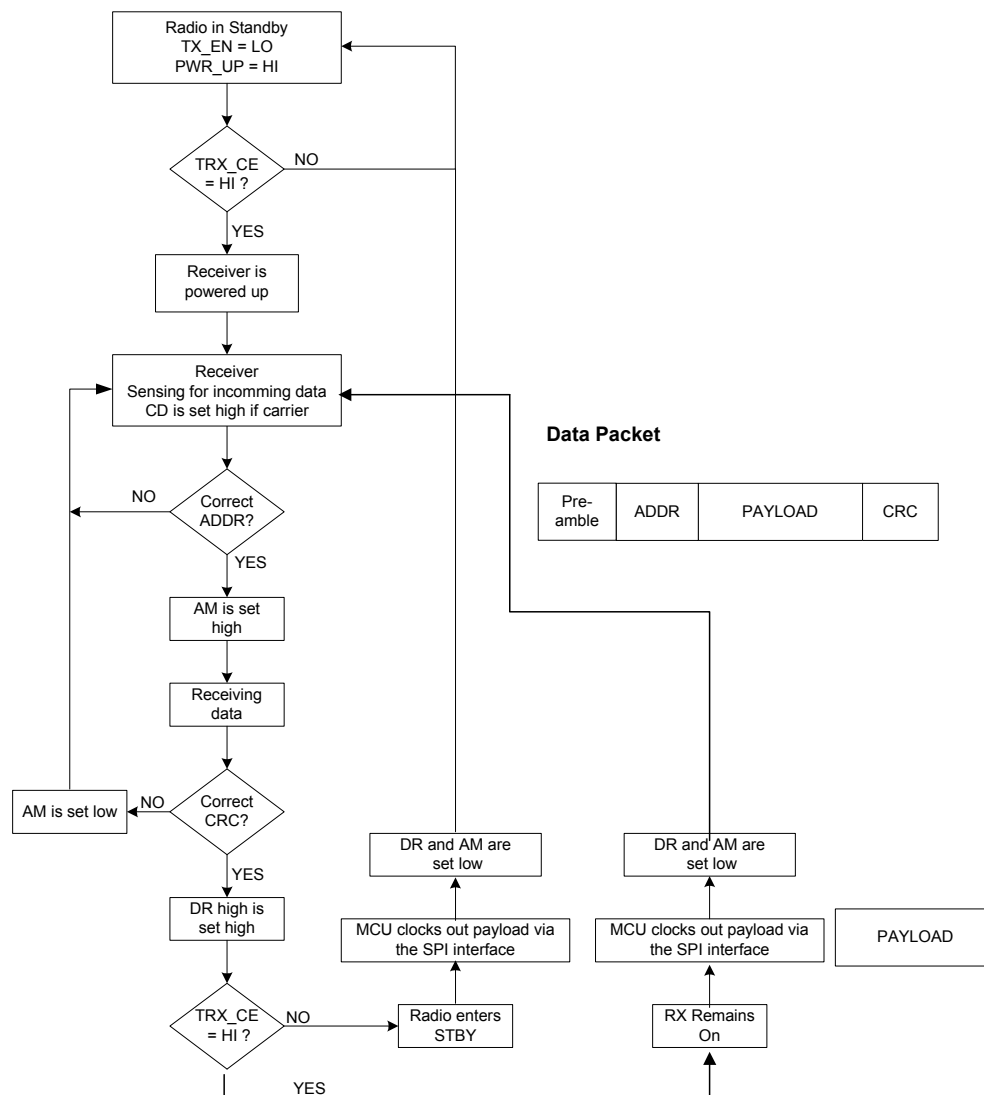 Radio in Standby
TX_EN = LO
PWR_UP = HI
TRX_CE
= HI ?
NO
YES
Receiver is
powered up
Receiver
Sensing for incomming data
CD is set high if carrier
Data Packet
Pre-
amble
ADDR
PAYLOAD
CRC
NO
Correct
ADDR?
YES
AM is set
high
Receiving
data
AM is set low
NO
Correct
CRC?
YES
DR high is
set high
DR and AM are
set low
DR and AM are
set low
MCU clocks out payload via
the SPI interface
MCU clocks out payload via
the SPI interface
PAYLOAD
TRX_CE
= HI ?
NO
Radio enters
STBY
RX Remains
On
YES